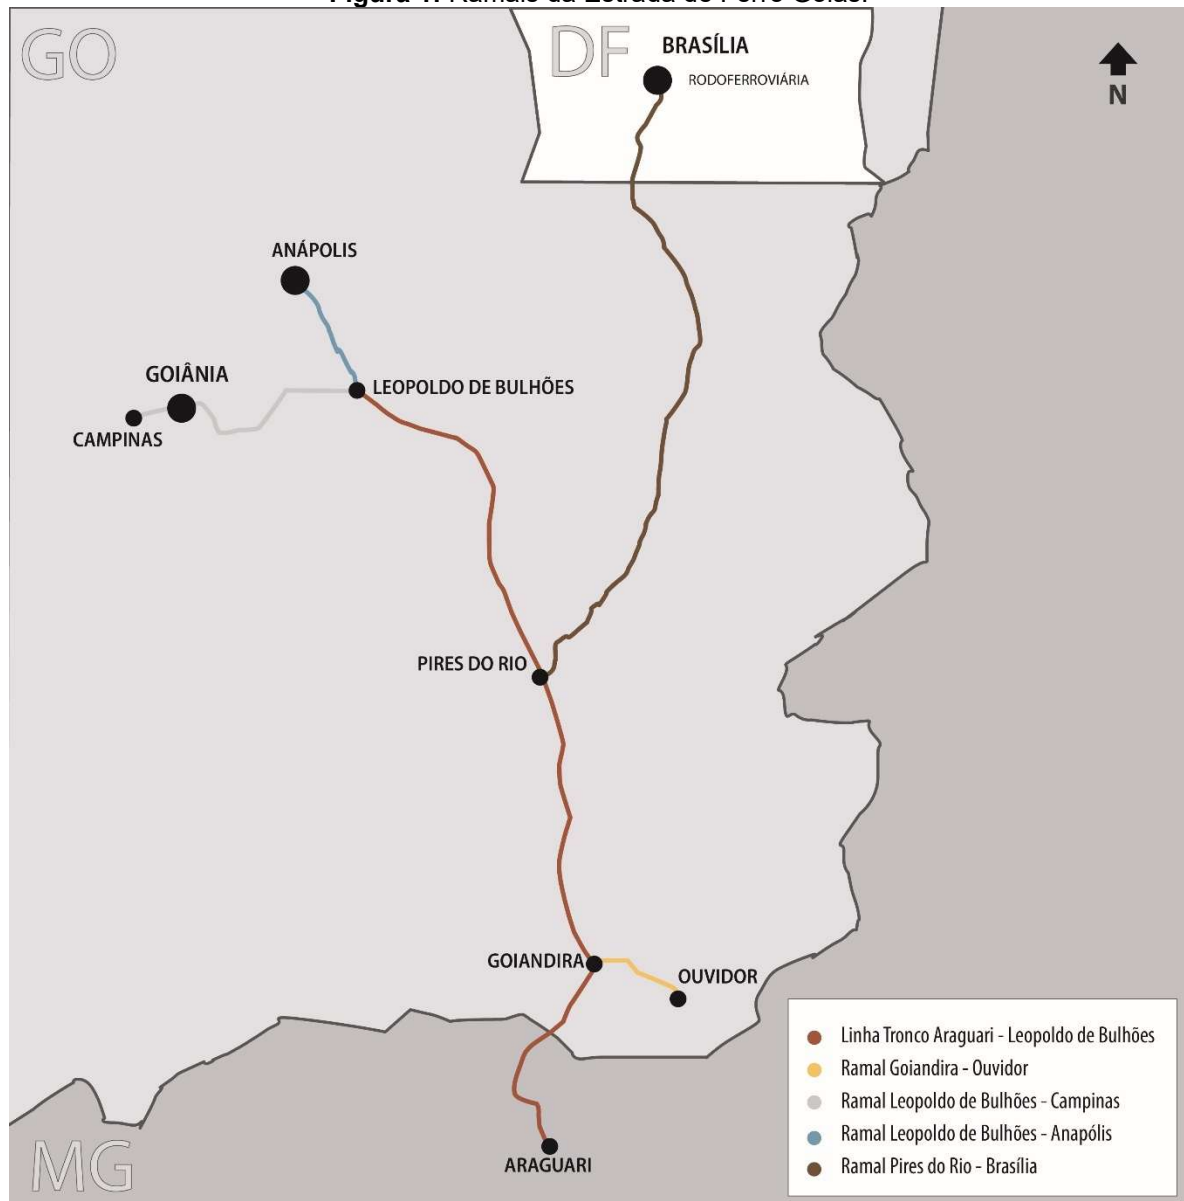 Figura 1. Ramais da Estrada de Ferro Goiás.
GO
DF
BRASÍLIA
RODOFERROVIÁRIA
N
ANÁPOLIS
GOIÂNIA
LEOPOLDO DE BULHÕES
CAMPINAS
PIRES DO RIO
GOIANDIRA
OUVIDOR
Linha Tronco Araguari - Leopoldo de Bulhões
Ramal Goiandira - Ouvidor
Ramal Leopoldo de Bulhões - Campinas
Ramal Leopoldo de Bulhões - Anapólis
Ramal Pires do Rio - Brasília
MG
ARAGUARI